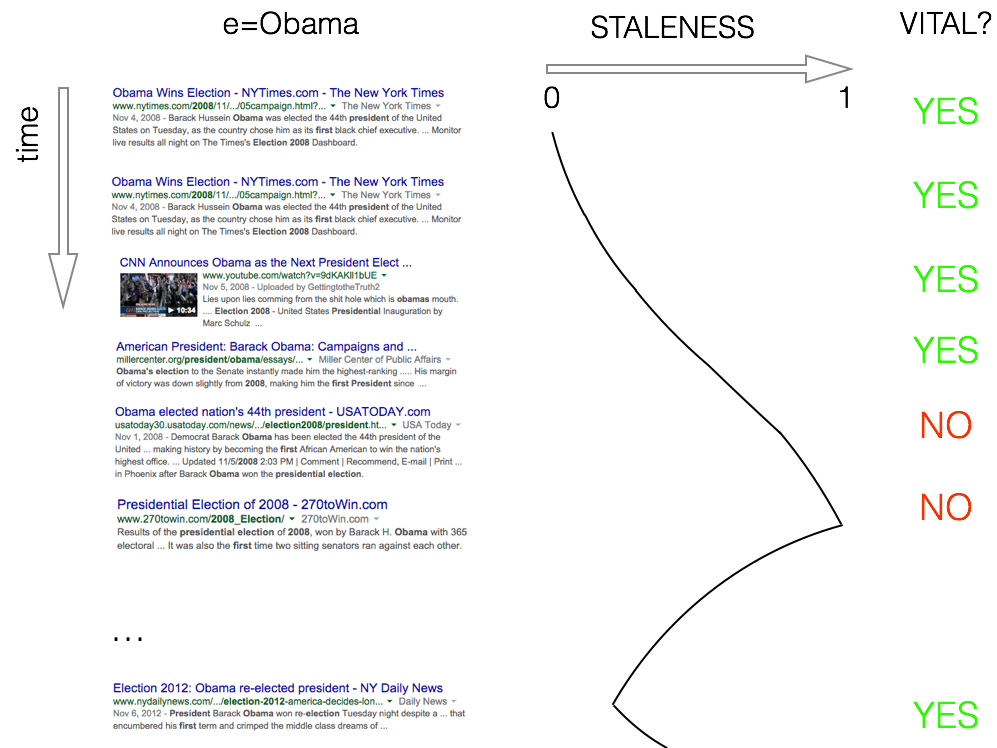 e=Obama
STALENESS
VITAL?
time
0
1
Obama Wins Election - NYTimes.com - The New York Times
www.nytimes.com/2008/11/.../05campaign.html?... ▼ The New York Times ▼
Nov 4, 2008 - Barack Hussein Obama was elected the 44th president of the United
States on Tuesday, as the country chose him as its first black chief executive. ... Monitor
live results all night on The Times's Election 2008 Dashboard.
YES
Obama Wins Election - NYTimes.com - The New York Times
www.nytimes.com/2008/11/.../05campaign.html?... ▼ The New York Times ▼
Nov 4, 2008 - Barack Hussein Obama was elected the 44th president of the United
States on Tuesday, as the country chose him as its first black chief executive. ... Monitor
live results all night on The Times's Election 2008 Dashboard.
YES
CNN Announces Obama as the Next President Elect ...
www.youtube.com/watch?v=9dKAKIl1bUE ▼
Nov 5, 2008 - Uploaded by GettingtotheTruth2
Lies upon lies comming from the shit hole which is obamas mouth.
.... Election 2008 - United States Presidential Inauguration by
Marc Schulz ...
10:34
YES
American President: Barack Obama: Campaigns and ...
millercenter.org/president/obama/essays/... ▼ Miller Center of Public Affairs ▼
Obama's election to the Senate instantly made him the highest-ranking ..... His margin
of victory was down slightly from 2008, making him the first President since ...
YES
Obama elected nation's 44th president - USATODAY.com
usatoday30.usatoday.com/news/.../election2008/president.ht... ▼ USA Today ▼
Nov 1, 2008 - Democrat Barack Obama has been elected the 44th president of the
United ... making history by becoming the first African American to win the nation's
highest office. ... Updated 11/5/2008 2:03 PM | Comment | Recommend, E-mail | Print ...
in Phoenix after Barack Obama won the presidential election.
NO
Presidential Election of 2008 - 270toWin.com
www.270towin.com/2008_Election/ ▼ 270toWin.com ▼
Results of the presidential election of 2008, won by Barack H. Obama with 365
electoral ... It was also the first time two sitting senators ran against each other.
NO
...
Election 2012: Obama re-elected president - NY Daily News
www.nydailynews.com/.../election-2012-america-decides-lon... ▼ Daily News ▼
Nov 6, 2012 - President Barack Obama won re-election Tuesday night despite a ... that
encumbered his first term and crimped the middle class dreams of ...
YES